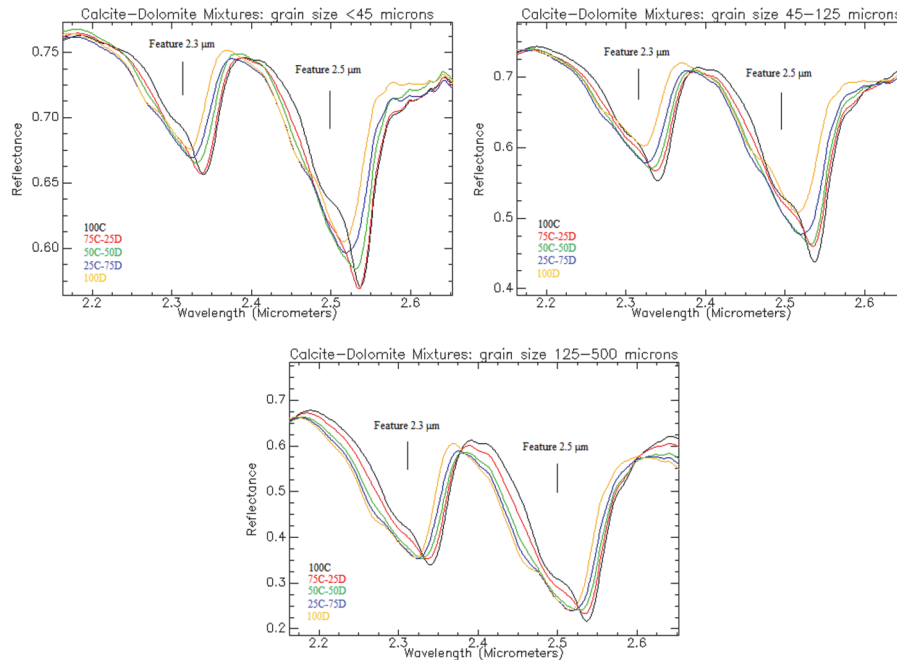 Calcite-Dolomite Mixtures: grain size <45 microns
Feature 2.3 µm
Feature 2.5 µm
0.75
0.70
0.65
0.60
Reflectance
100C
75C-25D
50C-50D
25C-75D
100D
2.2 2.3 2.4 2.5 2.6
Wavelength (Micrometers)
Calcite-Dolomite Mixtures: grain size 45-125 microns
Feature 2.3 µm
Feature 2.5 µm
0.7
0.6
0.5
0.4
Reflectance
100C
75C-25D
50C-50D
25C-75D
100D
2.2 2.3 2.4 2.5 2.6
Wavelength (Micrometers)
Calcite-Dolomite Mixtures: grain size 125-500 microns
Feature 2.3 µm
Feature 2.5 µm
0.7
0.6
0.5
0.4
0.3
0.2
Reflectance
100C
75C-25D
50C-50D
25C-75D
100D
2.2 2.3 2.4 2.5 2.6
Wavelength (Micrometers)